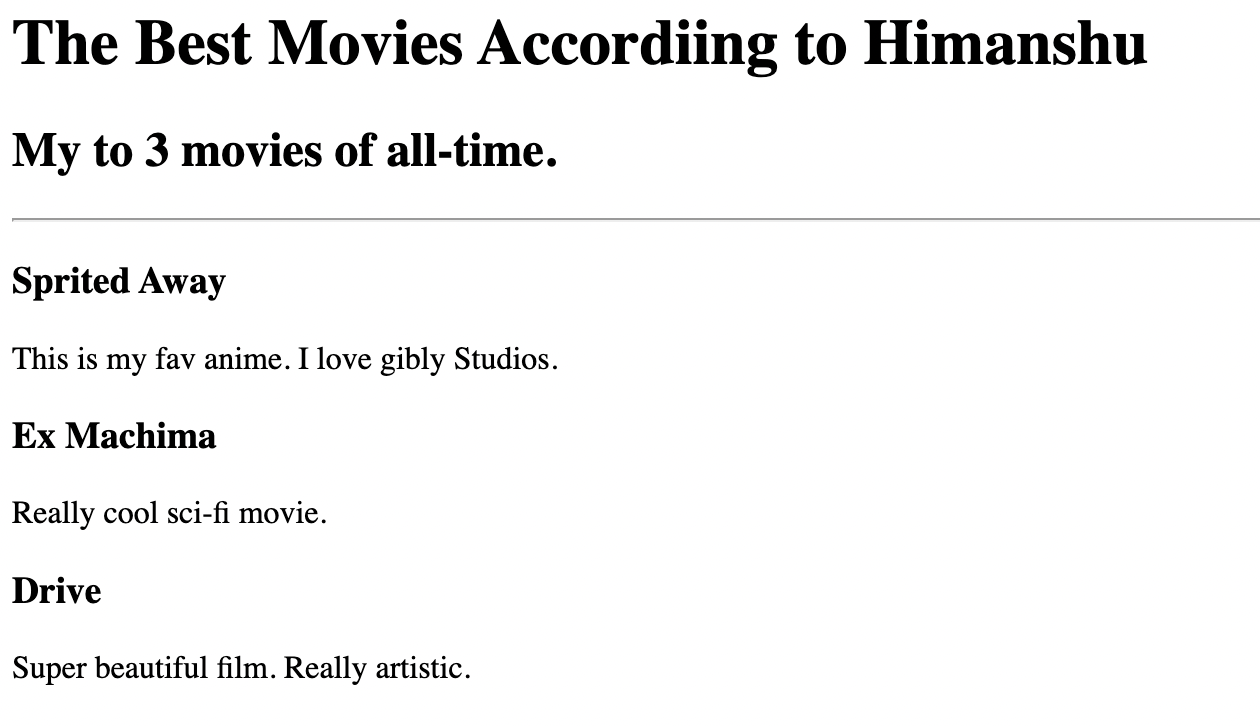 The Best Movies Accordiing to Himanshu
My to 3 movies of all-time.
Sprited Away
This is my fav anime. I love gibly Studios.
Ex Machima
Really cool sci-fi movie.
Drive
Super beautiful film. Really artistic.